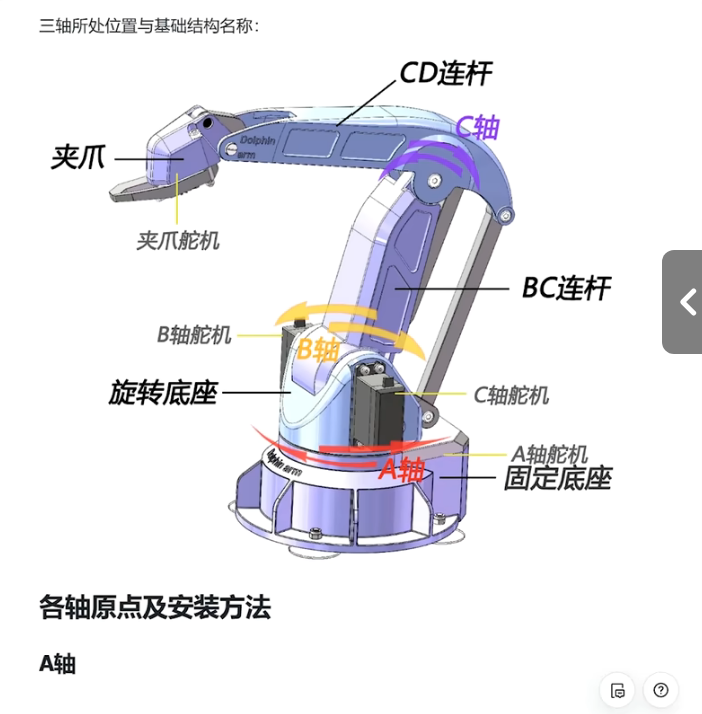 三轴所处位置与基础结构名称：
CD连杆
C轴
Dolphin
arm
夹爪
夹爪舵机
BC连杆
B轴舵机
B轴
旋转底座
C轴舵机
A轴舵机
A轴
固定底座
Dolphin arm
各轴原点及安装方法
A轴